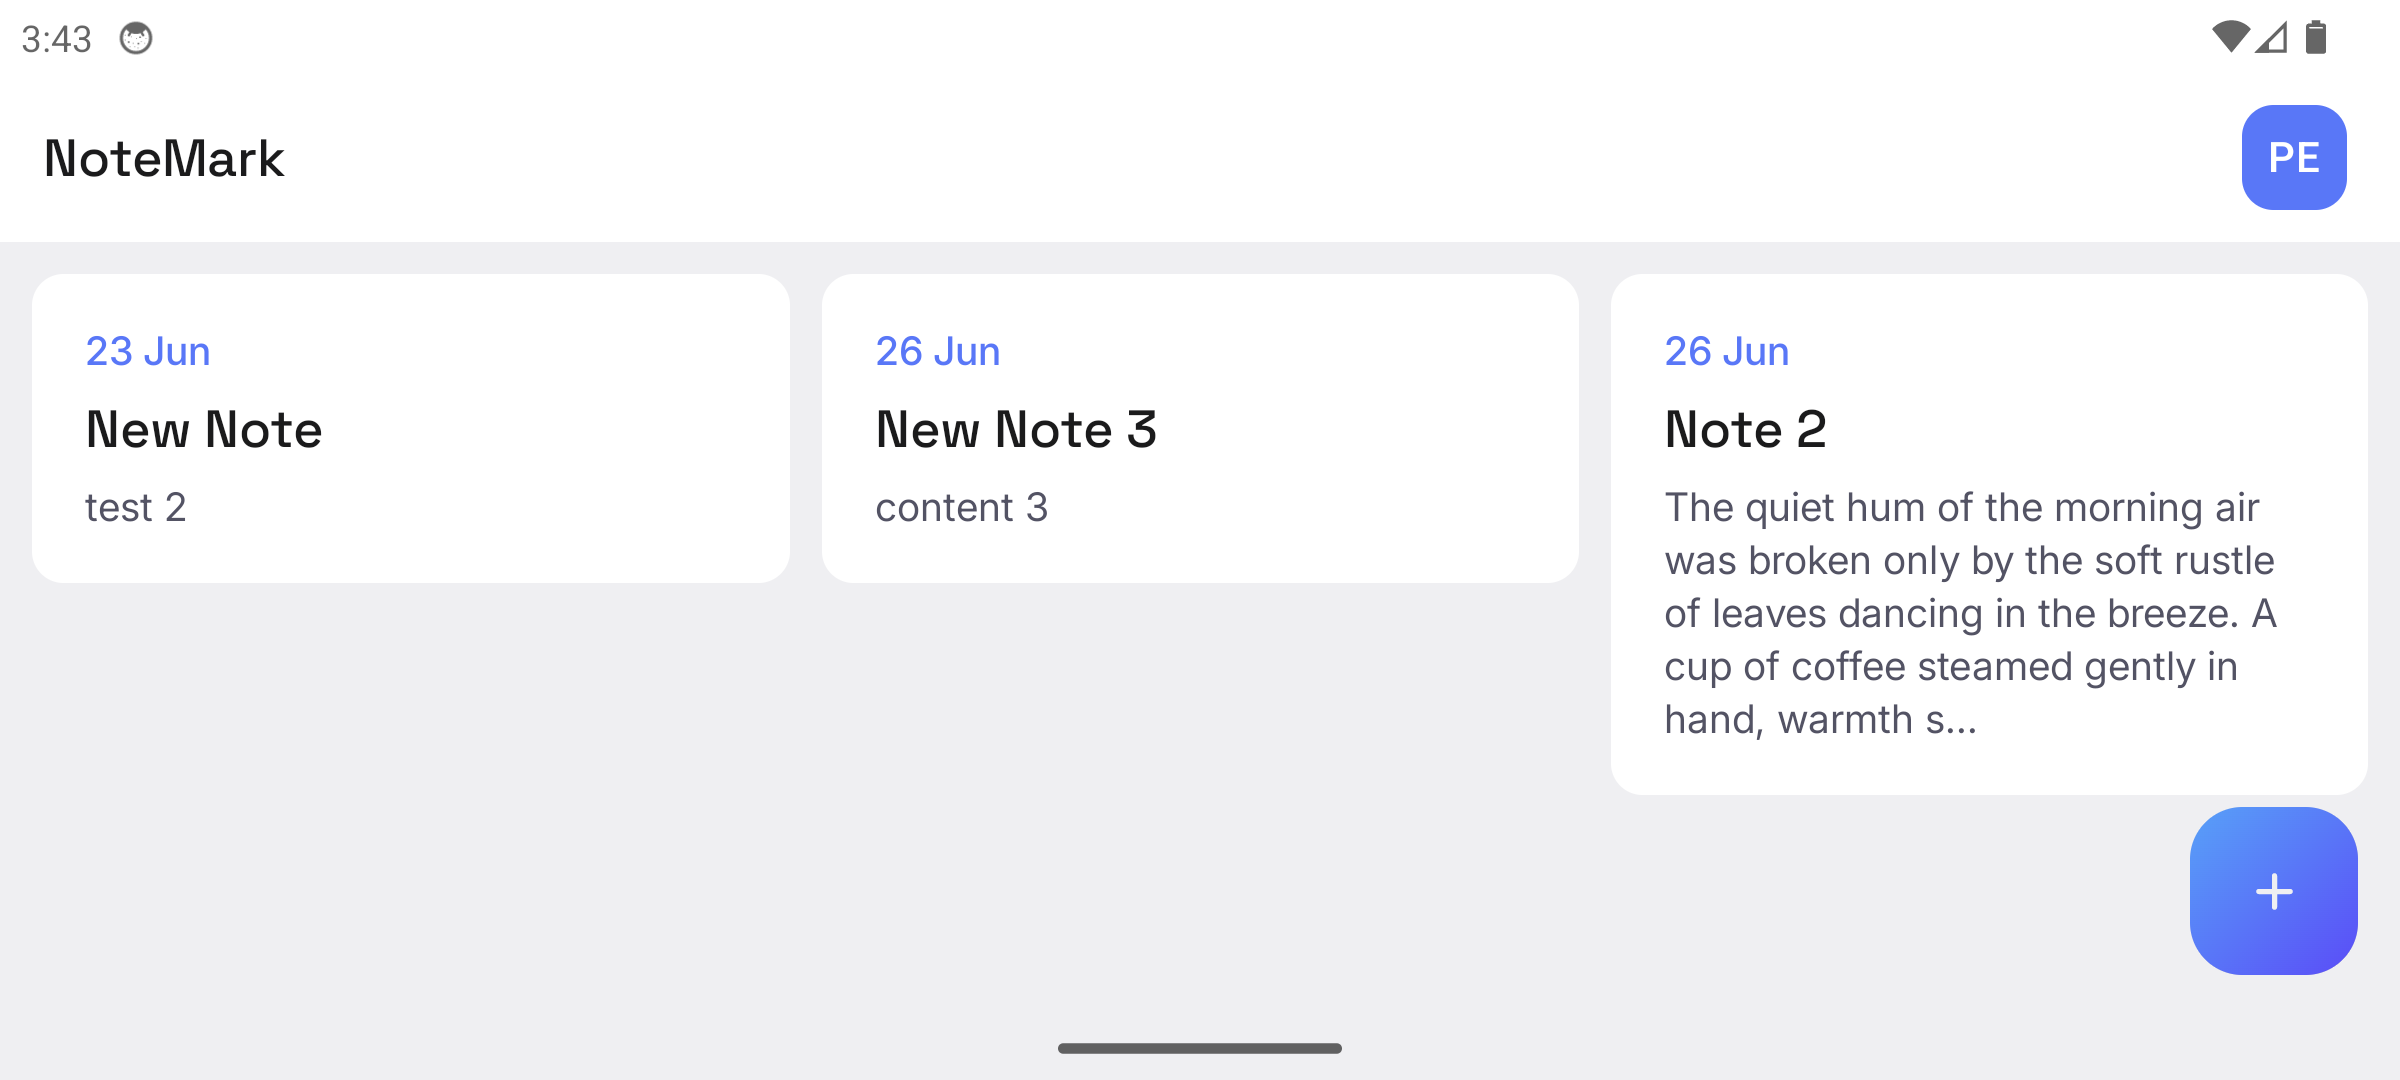 3:43
NoteMark
PE
23 Jun
New Note
test 2
26 Jun
New Note 3
content 3
26 Jun
Note 2
The quiet hum of the morning air
was broken only by the soft rustle
of leaves dancing in the breeze. A
cup of coffee steamed gently in
hand, warmth s...
+